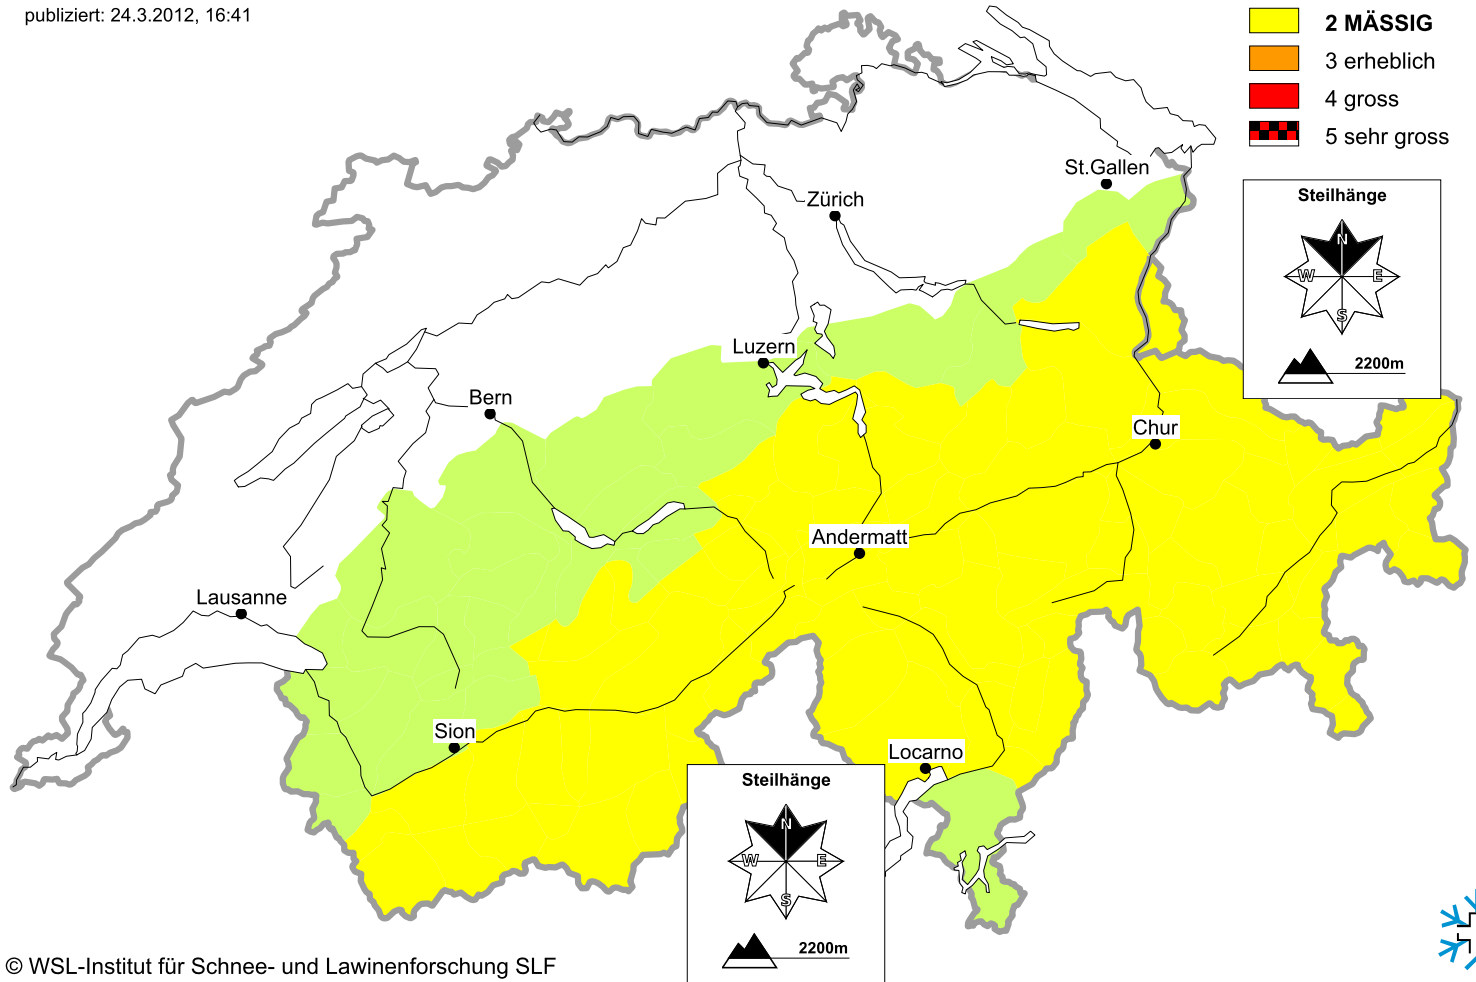 publiziert: 24.3.2012, 16:41
2 MÄSSIG
3 erheblich
4 gross
5 sehr gross
St.Gallen
Zürich
Steilhänge
N
W
E
S
2200m
Luzern
Bern
Chur
Andermatt
Lausanne
Sion
Locarno
Steilhänge
N
W
E
S
2200m
© WSL-Institut für Schnee- und Lawinenforschung SLF